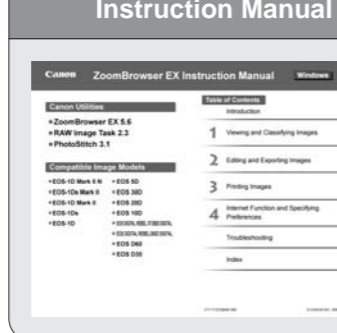 Instruction Manual
Canon ZoomBrowser EX Instruction Manual Windows
Canon Utilities
ZoomBrowser EX 5.6
RAW Image Task 2.3
PhotoStitch 3.1
Compatible Image Models
EOS-1D Mark II N
EOS-1Ds Mark II
EOS-1D Mark II
EOS-1Ds
EOS-1D
EOS 5D
EOS 30D
EOS 20D
EOS 10D
EOS D60
EOS D30
Table of Contents
Introduction
1 Viewing and Classifying Images
2 Editing and Exporting Images
3 Printing Images
4 Internet Function and Specifying
Preferences
Troubleshooting
Index